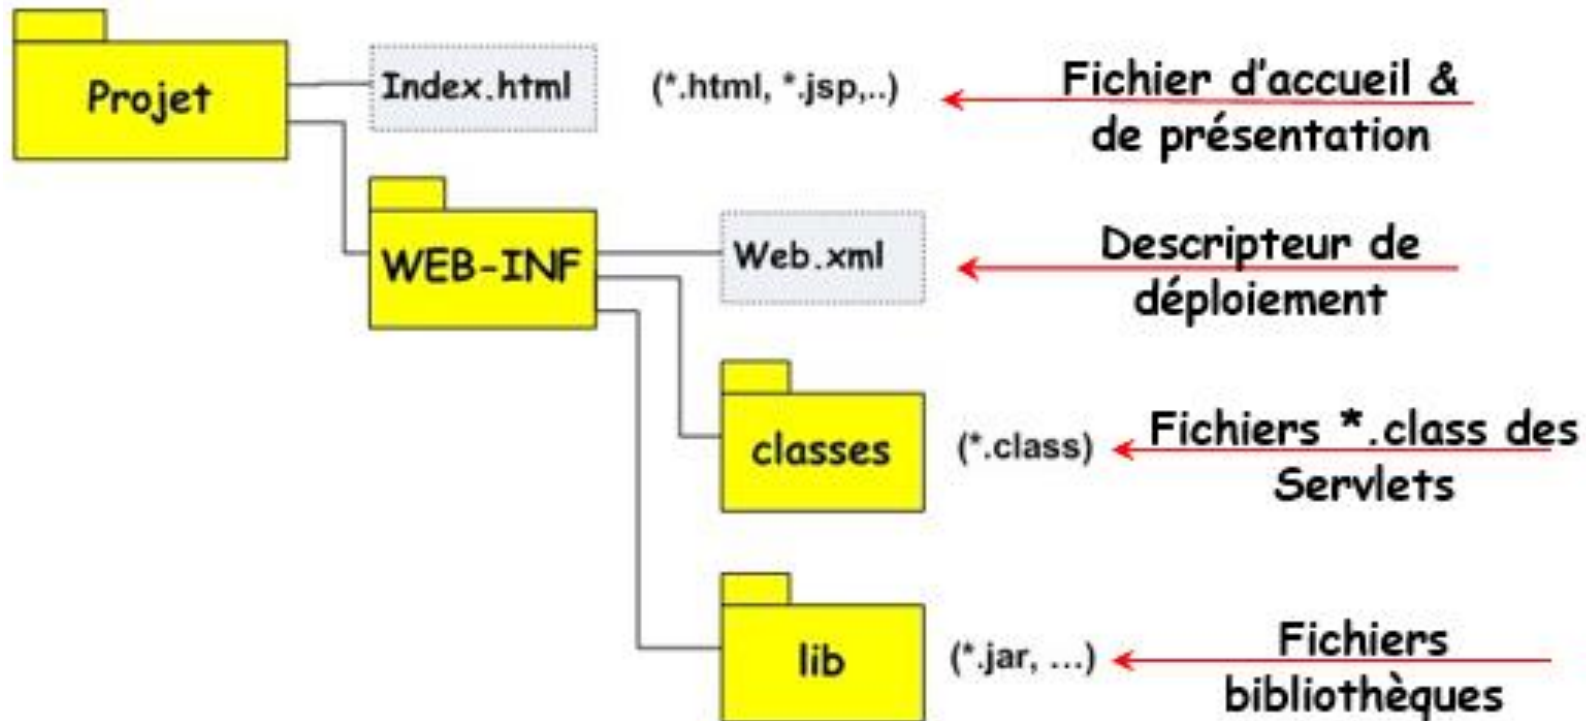 Projet
Index.html
(*.html, *.jsp,..)
Fichier d'accueil &
de présentation
WEB-INF
Web.xml
Descripteur de
déploiement
classes
(*.class)
Fichiers *.class des
Servlets
lib
(*.jar, ...)
Fichiers
bibliothèques